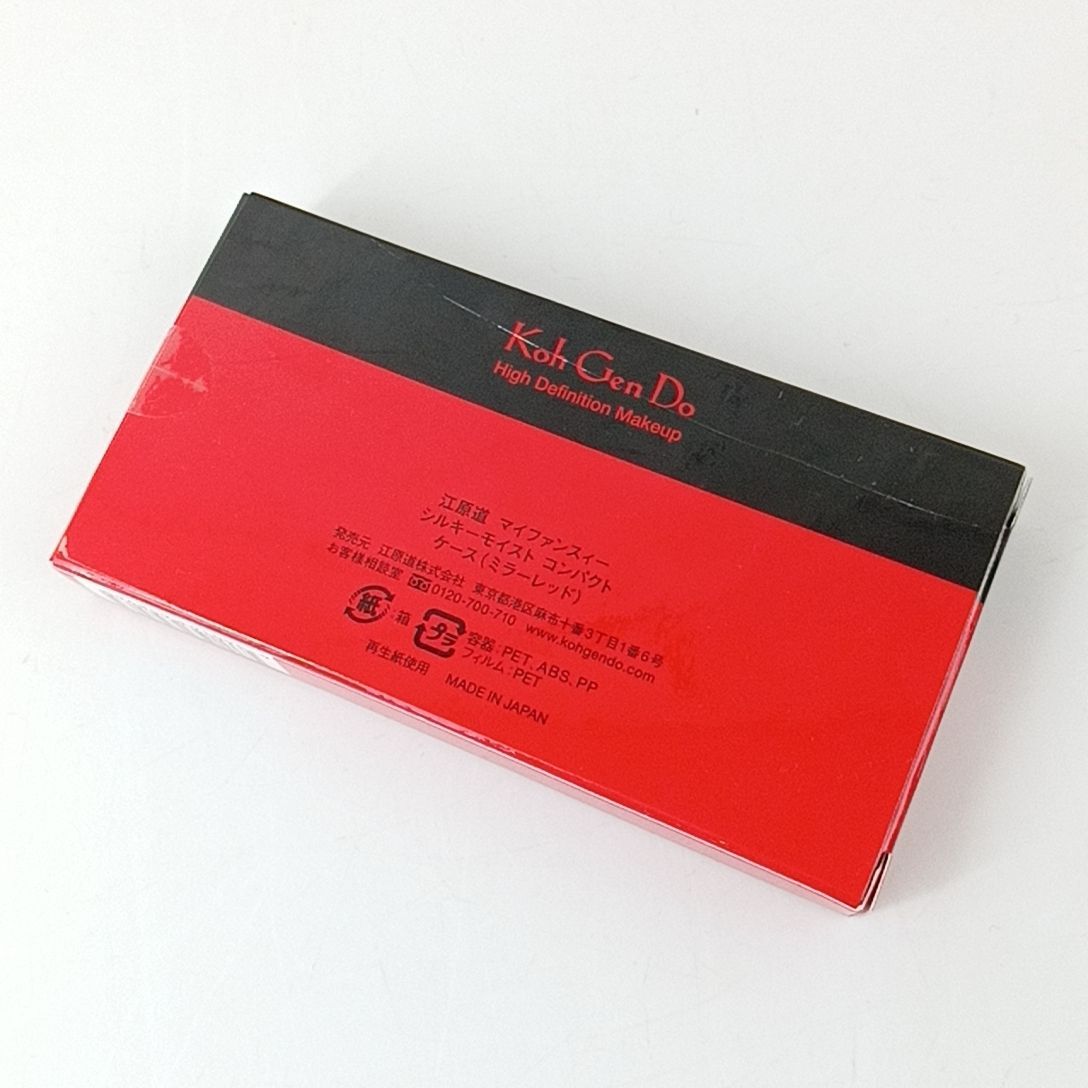 Koh Gen Do
High Definition Makeup
江原道 マイファンスィー
シルキーモイスト コンパクト
ケース(ミラーレッド)
発売元 江原道株式会社 東京都港区麻布十番3丁目1番6号
お客様相談室 0120-700-710 www.kohgendo.com
紙:箱 プラ 容器:PET、ABS、PP
フィルム:PET
再生紙使用 MADE IN JAPAN